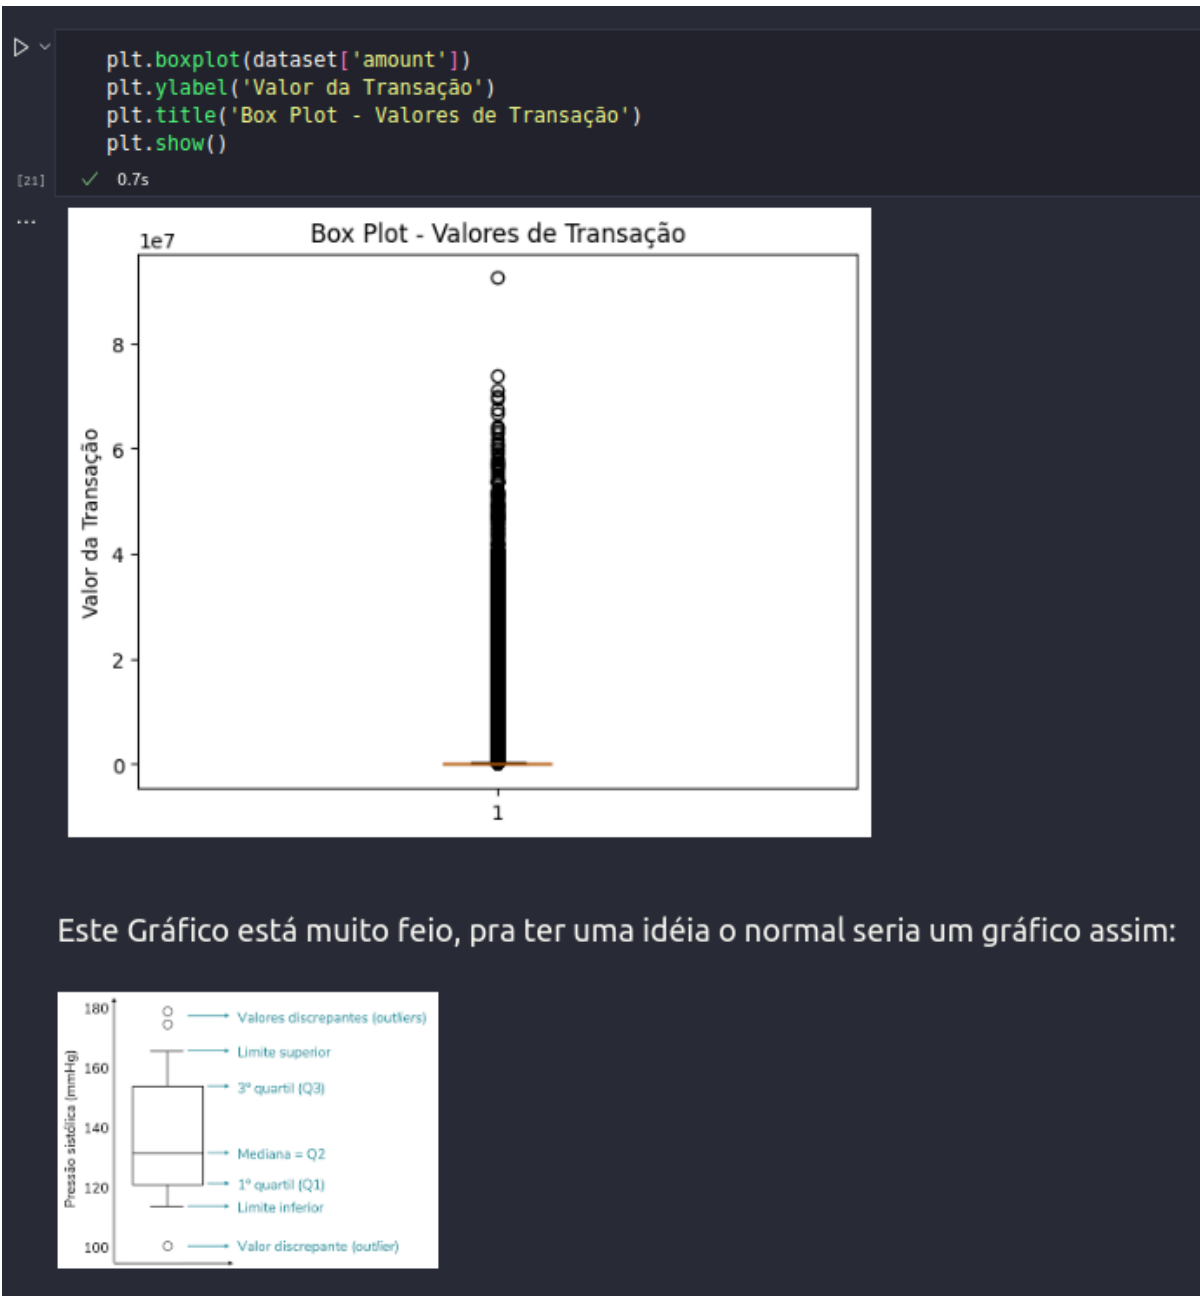 plt.boxplot(dataset['amount'])
plt.ylabel('Valor da Transação')
plt.title('Box Plot - Valores de Transação')
plt.show()
[21]
0.7s
...
Box Plot - Valores de Transação
1e7
8
6
4
2
0
Valor da Transação
1
Este Gráfico está muito feio, pra ter uma idéia o normal seria um gráfico assim:
180
160
140
120
100
Pressão sistólica (mmHg)
Valores discrepantes (outliers)
Limite superior
3º quartil (Q3)
Mediana = Q2
1º quartil (Q1)
Limite inferior
Valor discrepante (outlier)